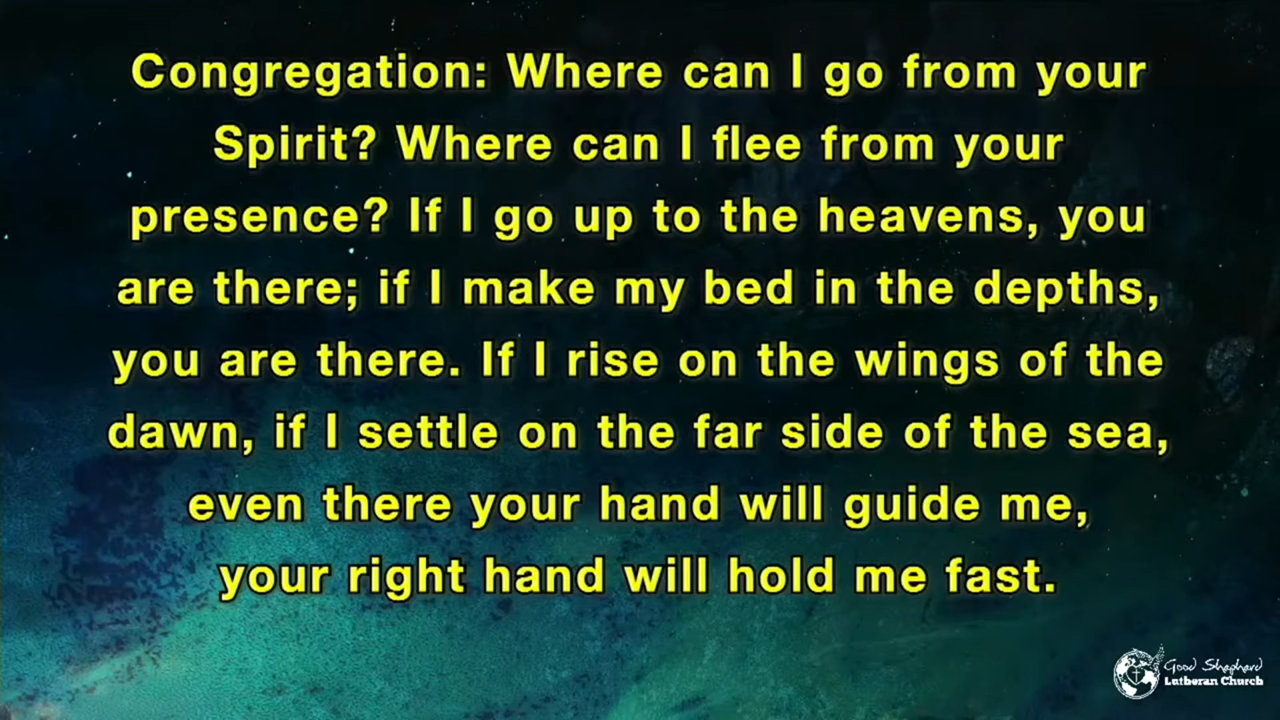 Congregation: Where can I go from your
Spirit? Where can I flee from your
presence? If I go up to the heavens, you
are there; if I make my bed in the depths,
you are there. If I rise on the wings of the
dawn, if I settle on the far side of the sea,
even there your hand will guide me,
your right hand will hold me fast.
Good Shepherd
Lutheran Church